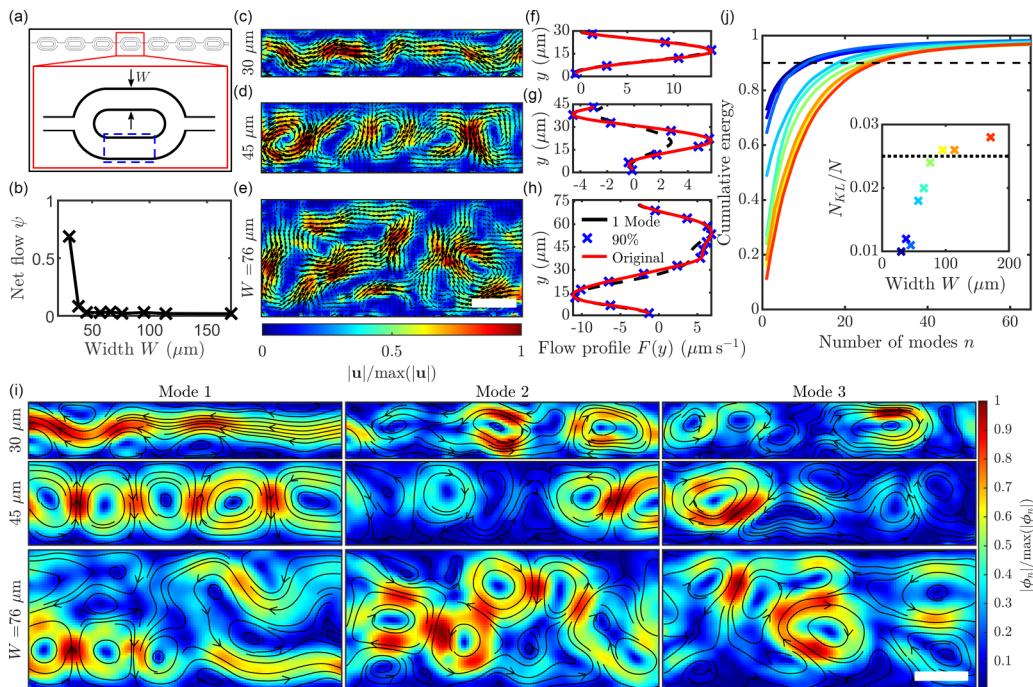 (a)
W
(b)
1
0.5
0
Net flow ψ
50 100 150
Width W (μm)
(c)
30 μm
(d)
45 μm
(e)
W = 76 μm
0 0.5 1
|u|/max(|u|)
(f)
30
15
0
y (μm)
0 5 10
(g)
45
30
15
0
y (μm)
-4 -2 0 2 4
(h)
75
60
45
30
15
0
y (μm)
1 Mode
90%
Original
-10 -5 0 5
Flow profile F(y) (μm s⁻¹)
(j)
1
0.8
0.6
0.4
0.2
0
Cumulative energy
0.03
0.02
0.01
N_KL/N
0 100 200
Width W (μm)
0 20 40 60
Number of modes n
(i)
Mode 1 Mode 2 Mode 3
30 μm
45 μm
W = 76 μm
1
0.9
0.8
0.7
0.6
0.5
0.4
0.3
0.2
0.1
|ϕₙ|/max(|ϕₙ|)